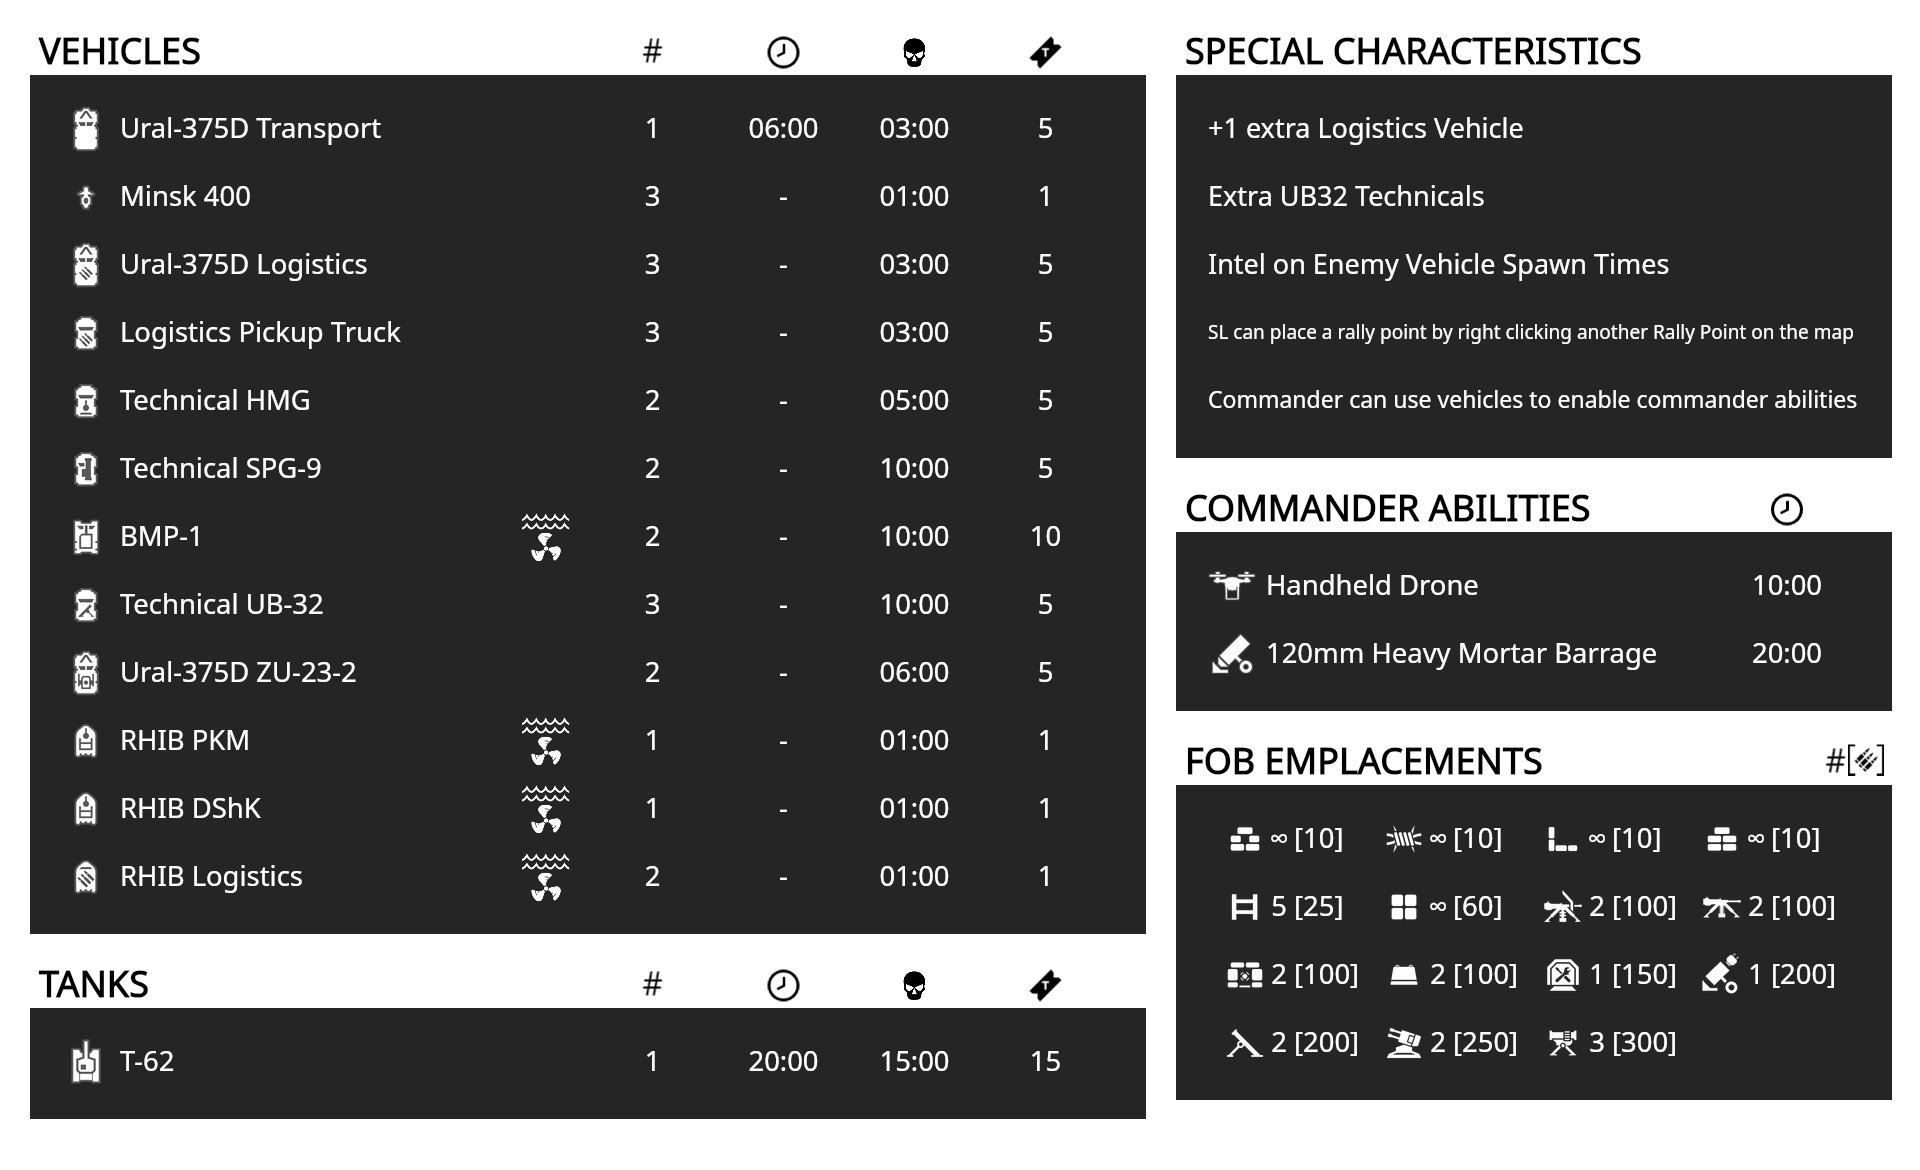 VEHICLES #
Ural-375D Transport 1 06:00 03:00 5
Minsk 400 3 - 01:00 1
Ural-375D Logistics 3 - 03:00 5
Logistics Pickup Truck 3 - 03:00 5
Technical HMG 2 - 05:00 5
Technical SPG-9 2 - 10:00 5
BMP-1 2 - 10:00 10
Technical UB-32 3 - 10:00 5
Ural-375D ZU-23-2 2 - 06:00 5
RHIB PKM 1 - 01:00 1
RHIB DShK 1 - 01:00 1
RHIB Logistics 2 - 01:00 1
TANKS #
T-62 1 20:00 15:00 15
SPECIAL CHARACTERISTICS
+1 extra Logistics Vehicle
Extra UB32 Technicals
Intel on Enemy Vehicle Spawn Times
SL can place a rally point by right clicking another Rally Point on the map
Commander can use vehicles to enable commander abilities
COMMANDER ABILITIES
Handheld Drone 10:00
120mm Heavy Mortar Barrage 20:00
FOB EMPLACEMENTS #[]
∞ [10] ∞ [10] ∞ [10] ∞ [10]
5 [25] ∞ [60] 2 [100] 2 [100]
2 [100] 2 [100] 1 [150] 1 [200]
2 [200] 2 [250] 3 [300]